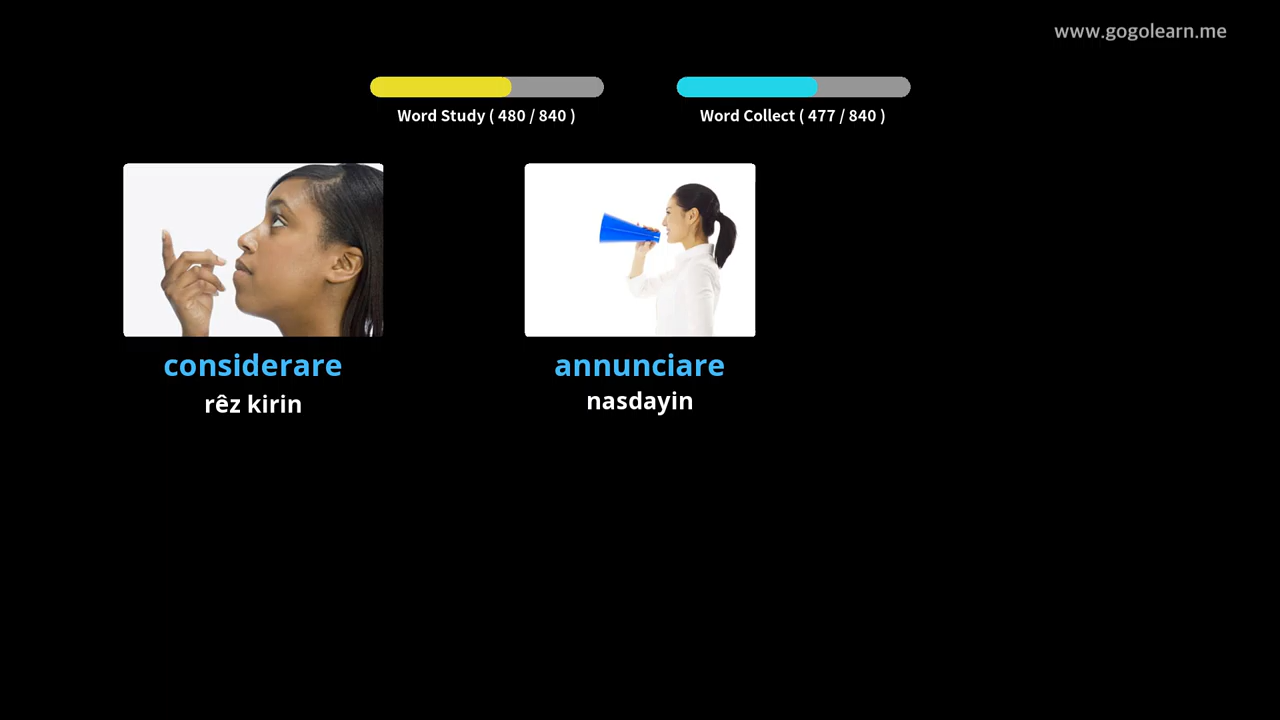 www.gogolearn.me
Word Study ( 480 / 840 )
Word Collect ( 477 / 840 )
considerare
rêz kirin
annunciare
nasdayin